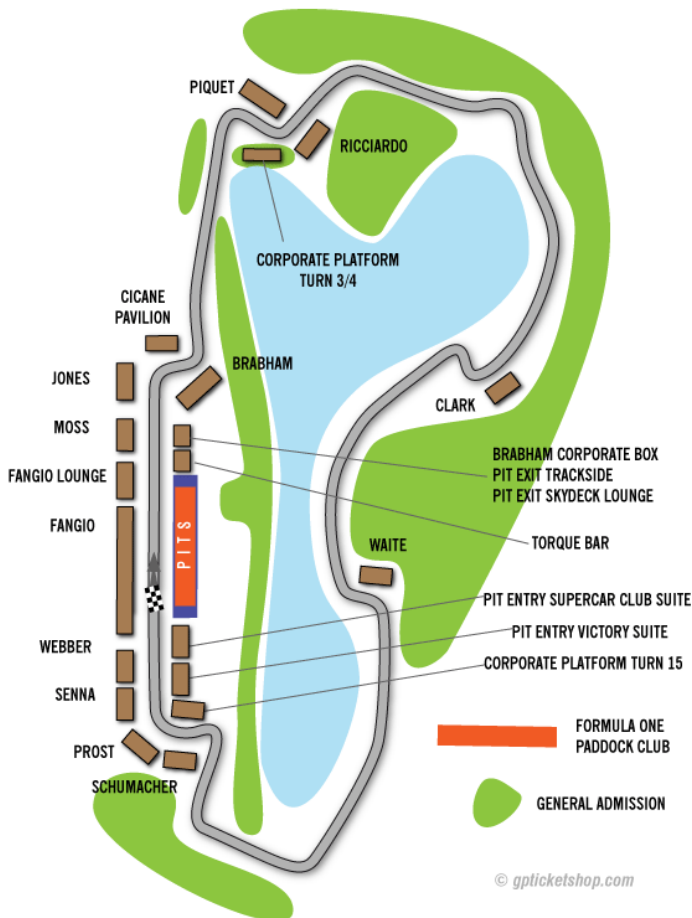 PIQUET
RICCIARDO
CORPORATE PLATFORM
TURN 3/4
CICANE
PAVILION
BRABHAM
JONES
CLARK
MOSS
BRABHAM CORPORATE BOX
PIT EXIT TRACKSIDE
PIT EXIT SKYDECK LOUNGE
FANGIO LOUNGE
FANGIO
PITS
TORQUE BAR
WAITE
PIT ENTRY SUPERCAR CLUB SUITE
PIT ENTRY VICTORY SUITE
WEBBER
CORPORATE PLATFORM TURN 15
SENNA
PROST
SCHUMACHER
FORMULA ONE
PADDOCK CLUB
GENERAL ADMISSION
© gpticketshop.com